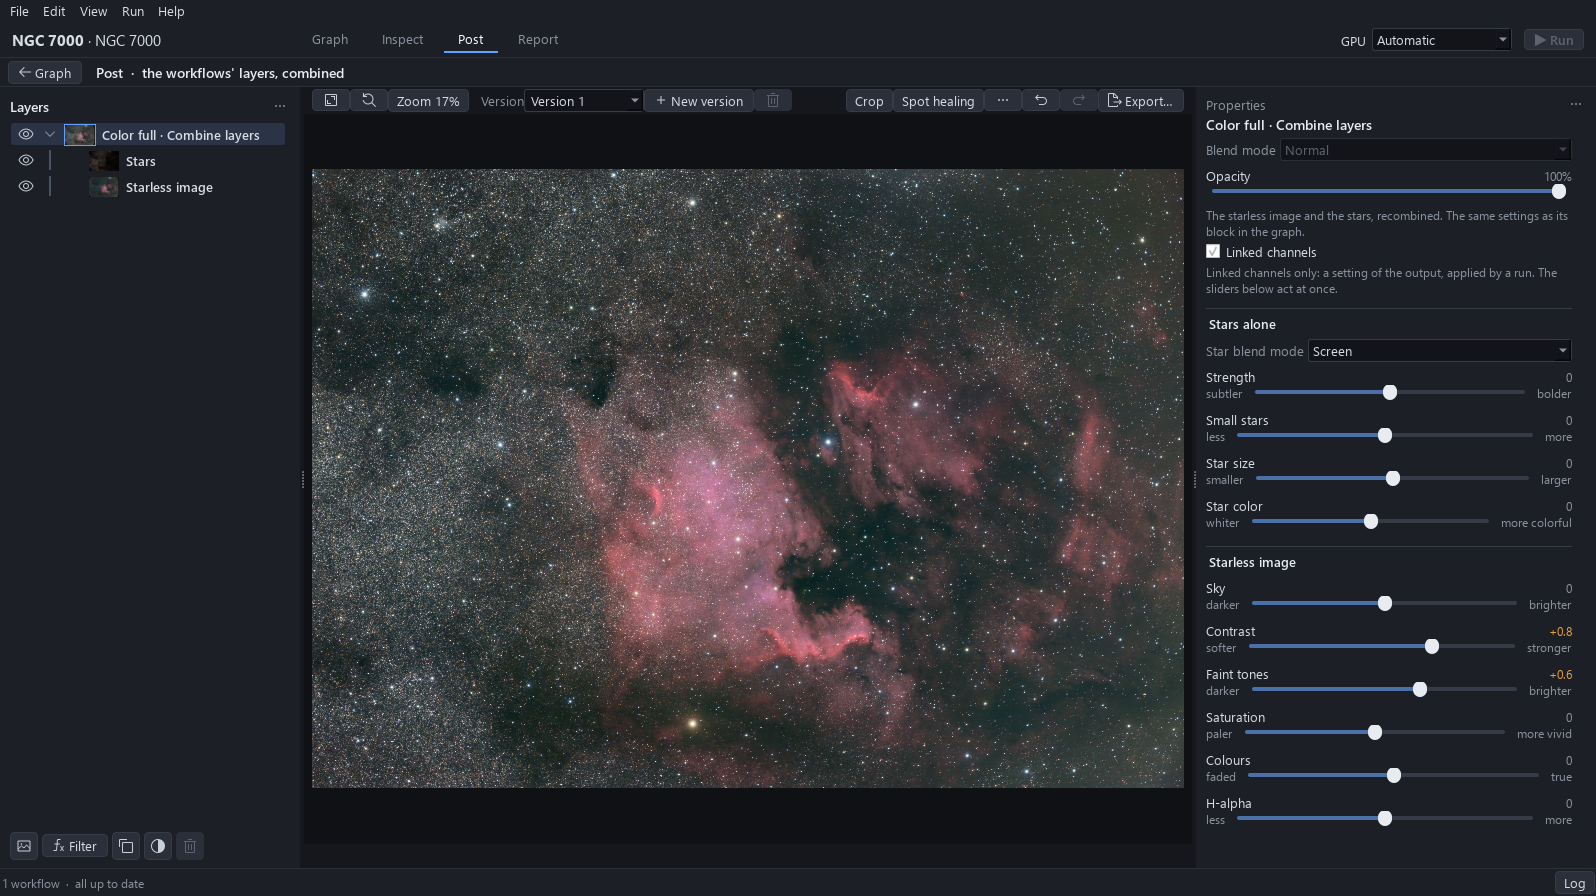 File Edit View Run Help
NGC 7000 · NGC 7000
Graph Inspect Post Report
GPU Automatic Run
Graph Post · the workflows' layers, combined
Layers ...
Color full · Combine layers
Stars
Starless image
Filter
Zoom 17% Version Version 1 + New version
Crop Spot healing ... Export...
Properties ...
Color full · Combine layers
Blend mode Normal
Opacity 100%
The starless image and the stars, recombined. The same settings as its
block in the graph.
Linked channels
Linked channels only: a setting of the output, applied by a run. The
sliders below act at once.
Stars alone
Star blend mode Screen
Strength 0
subtler bolder
Small stars 0
less more
Star size 0
smaller larger
Star color 0
whiter more colorful
Starless image
Sky 0
darker brighter
Contrast +0.8
softer stronger
Faint tones +0.6
darker brighter
Saturation 0
paler more vivid
Colours 0
faded true
H-alpha 0
less more
1 workflow · all up to date
Log